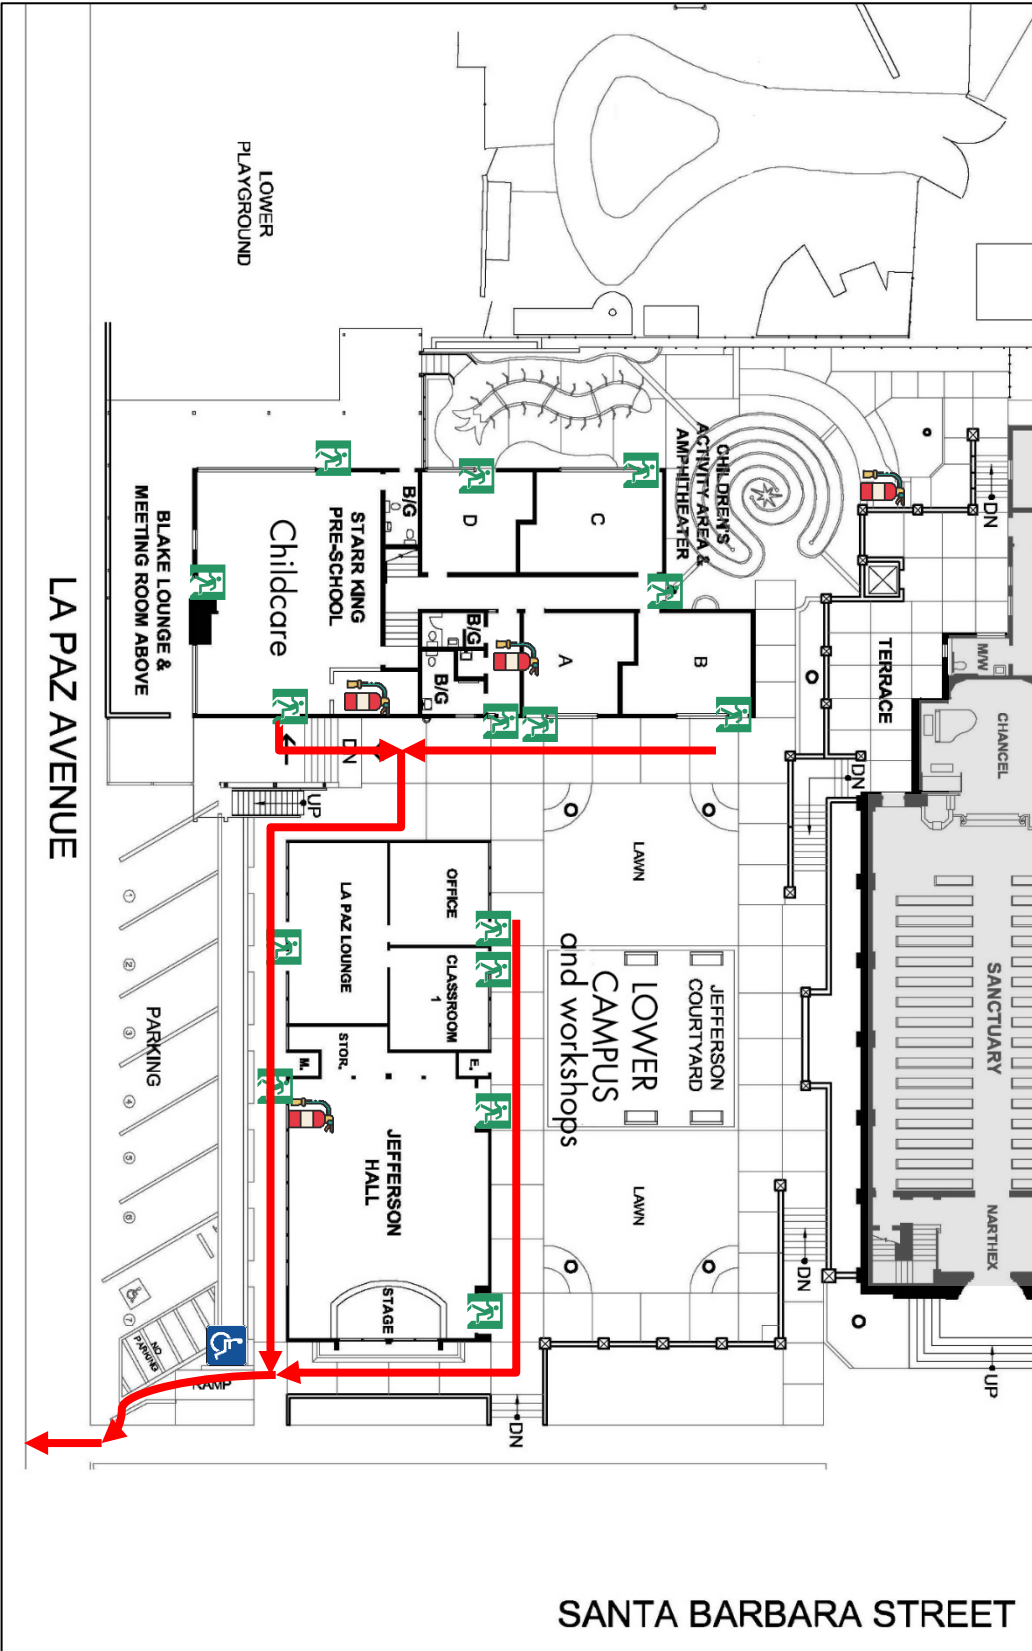 LOWER
PLAYGROUND
CHILDREN'S
ACTIVITY AREA &
AMPHITHEATER
DN
B/G
D
C
STARR KING
PRE-SCHOOL
Childcare
BLAKE LOUNGE &
MEETING ROOM ABOVE
B/G
B/G
A
B
TERRACE
M/W
CHANCEL
DN
DN
UP
LA PAZ AVENUE
OFFICE
LA PAZ LOUNGE
CLASSROOM
1
STOR.
M.
E.
JEFFERSON
HALL
STAGE
LAWN
JEFFERSON
COURTYARD
LOWER
CAMPUS
and workshops
LAWN
SANCTUARY
NARTHEX
DN
UP
DN
PARKING
1
2
3
4
5
6
7
NO
PARKING
RAMP
SANTA BARBARA STREET